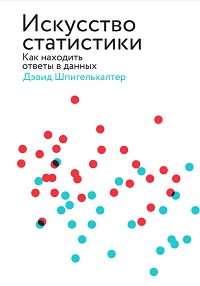 Искусство
статистики
Как находить
ответы в данных
Дэвид Шпигельхалтер